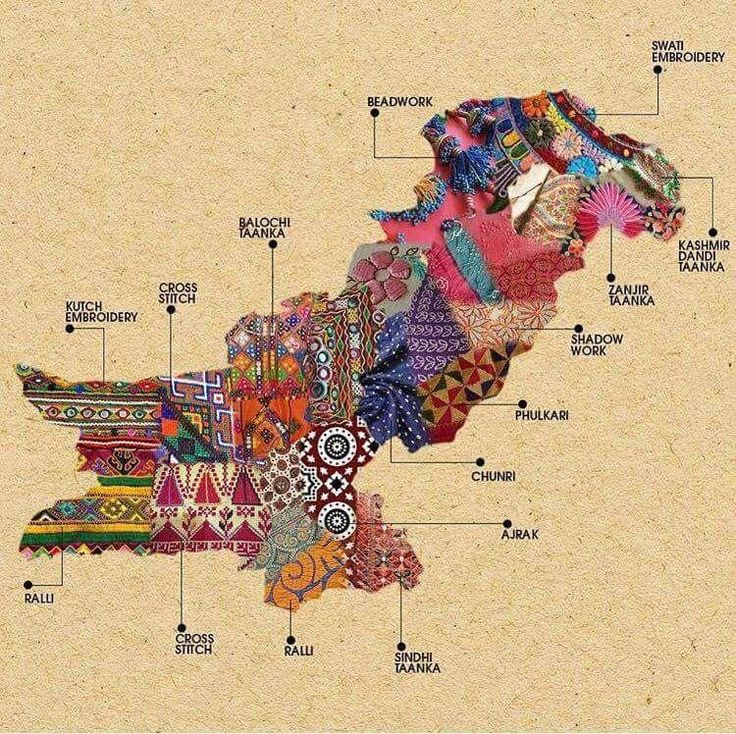 SWATI
EMBROIDERY
BEADWORK
BALOCHI
TAANKA
KASHMIR
DANDI
TAANKA
CROSS
STITCH
ZANJIR
TAANKA
KUTCH
EMBROIDERY
SHADOW
WORK
PHULKARI
CHUNRI
AJRAK
RALLI
CROSS
STITCH
RALLI
SINDHI
TAANKA